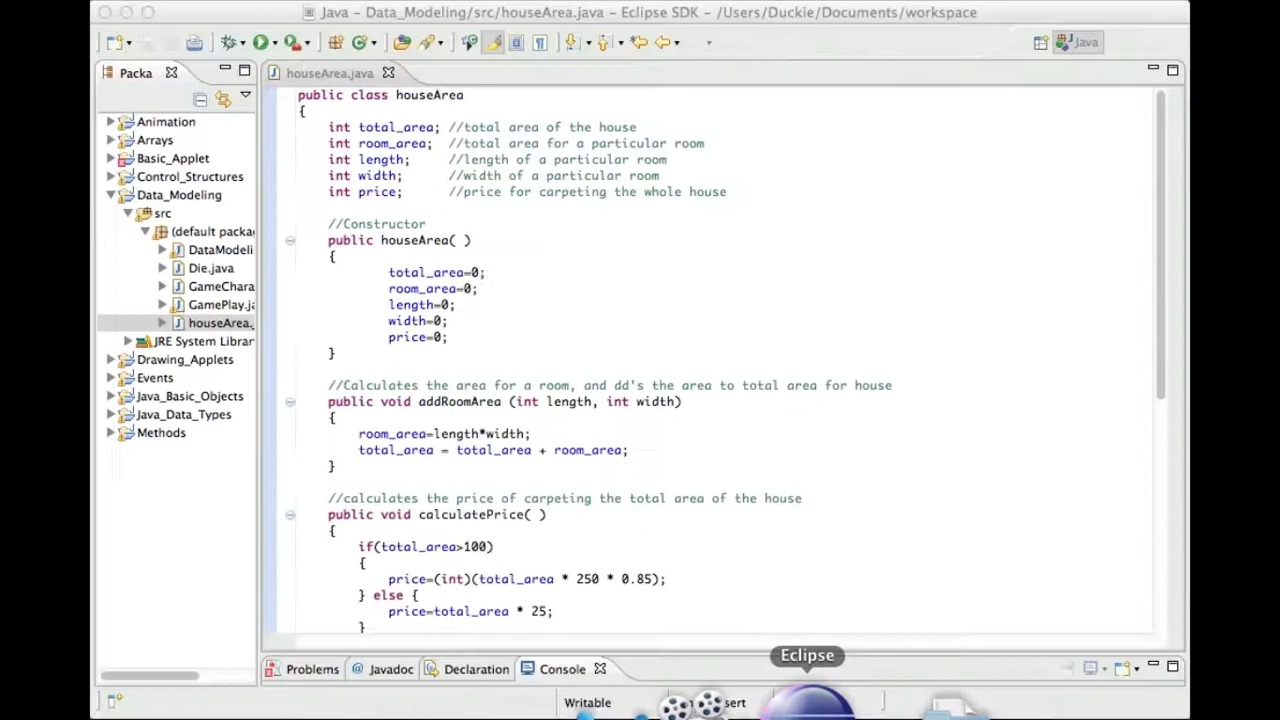 Java - Data_Modeling/src/houseArea.java - Eclipse SDK - /Users/Duckie/Documents/workspace
Java
Packa
houseArea.java
Animation
Arrays
Basic_Applet
Control_Structures
Data_Modeling
src
(default packa
DataModeli
Die.java
GameChara
GamePlay.ja
houseArea.
JRE System Librar
Drawing_Applets
Events
Java_Basic_Objects
Java_Data_Types
Methods
public class houseArea
{
int total_area; //total area of the house
int room_area; //total area for a particular room
int length; //length of a particular room
int width; //width of a particular room
int price; //price for carpeting the whole house
//Constructor
public houseArea( )
{
total_area=0;
room_area=0;
length=0;
width=0;
price=0;
}
//Calculates the area for a room, and dd's the area to total area for house
public void addRoomArea (int length, int width)
{
room_area=length*width;
total_area = total_area + room_area;
}
//calculates the price of carpeting the total area of the house
public void calculatePrice( )
{
if(total_area>100)
{
price=(int)(total_area * 250 * 0.85);
} else {
price=total_area * 25;
}
Eclipse
Problems @ Javadoc Declaration Console
Writable
sert